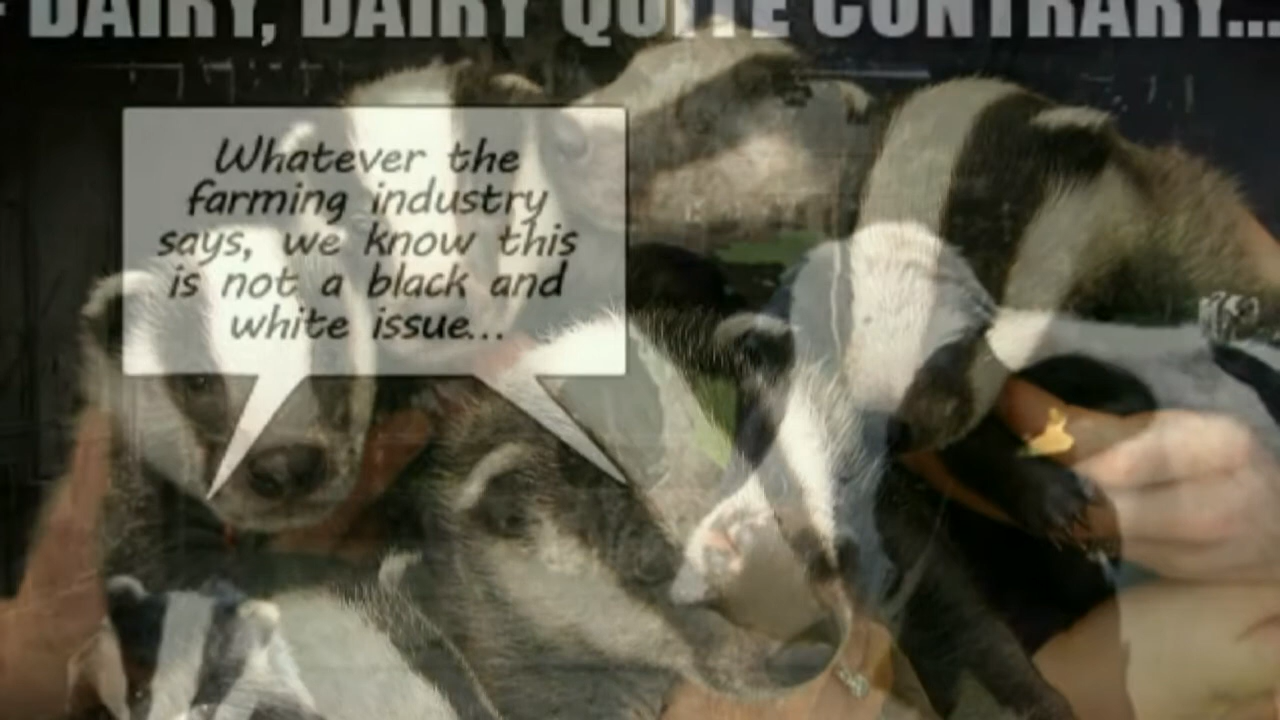 DAIRY, DAIRY QUITE CONTRARY...
Whatever the
farming industry
says, we know this
is not a black and
white issue...